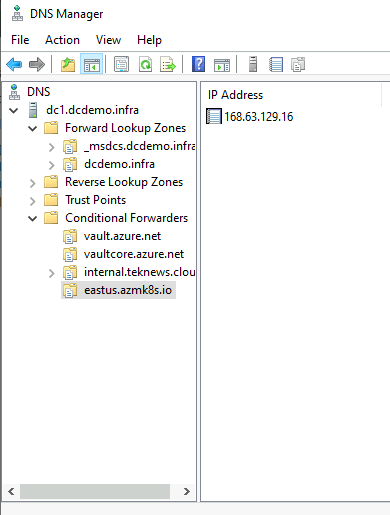 DNS Manager
File Action View Help
DNS
dc1.dcdemo.infra
Forward Lookup Zones
_msdcs.dcdemo.infra
dcdemo.infra
Reverse Lookup Zones
Trust Points
Conditional Forwarders
vault.azure.net
vaultcore.azure.net
internal.teknews.clou
eastus.azmk8s.io
IP Address
168.63.129.16